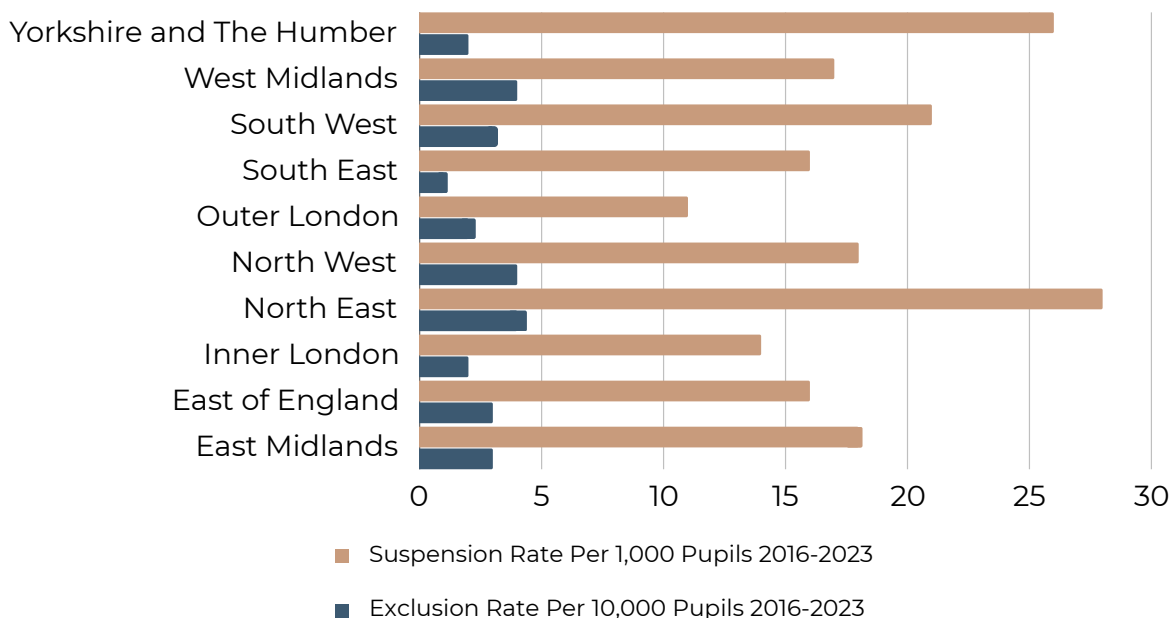 Yorkshire and The Humber
West Midlands
South West
South East
Outer London
North West
North East
Inner London
East of England
East Midlands
0 5 10 15 20 25 30
Suspension Rate Per 1,000 Pupils 2016-2023
Exclusion Rate Per 10,000 Pupils 2016-2023